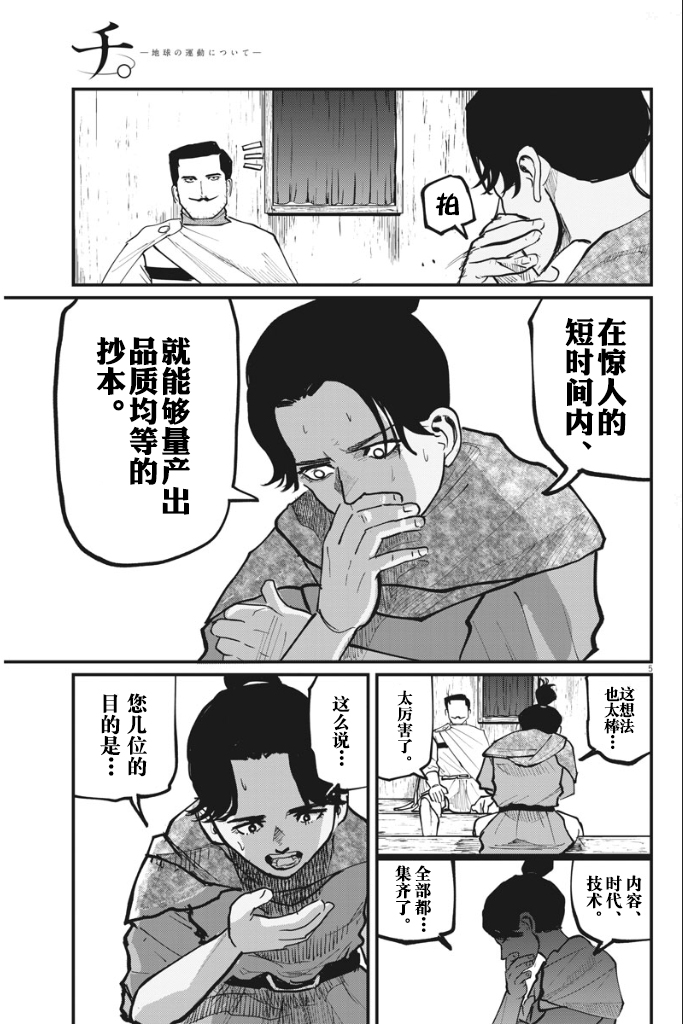 チ。
―地球の運動について―
拍
在惊人的
短时间内、
就能够量产出
品质均等的
抄本。
5
这想法
也太棒…
太厉害了。
内容、
时代、
技术。
全部都…
集齐了。
这么说…
您几位的
目的是…